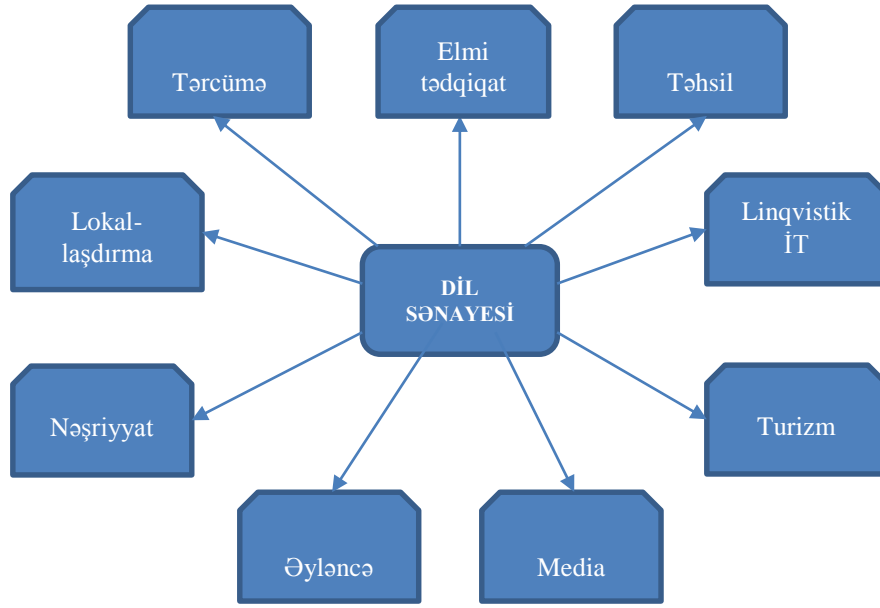 Tərcümə
Elmi
tədqiqat
Təhsil
Lokal-
laşdırma
Linqvistik
İT
DİL
SƏNAYESİ
Nəşriyyat
Turizm
Əyləncə
Media